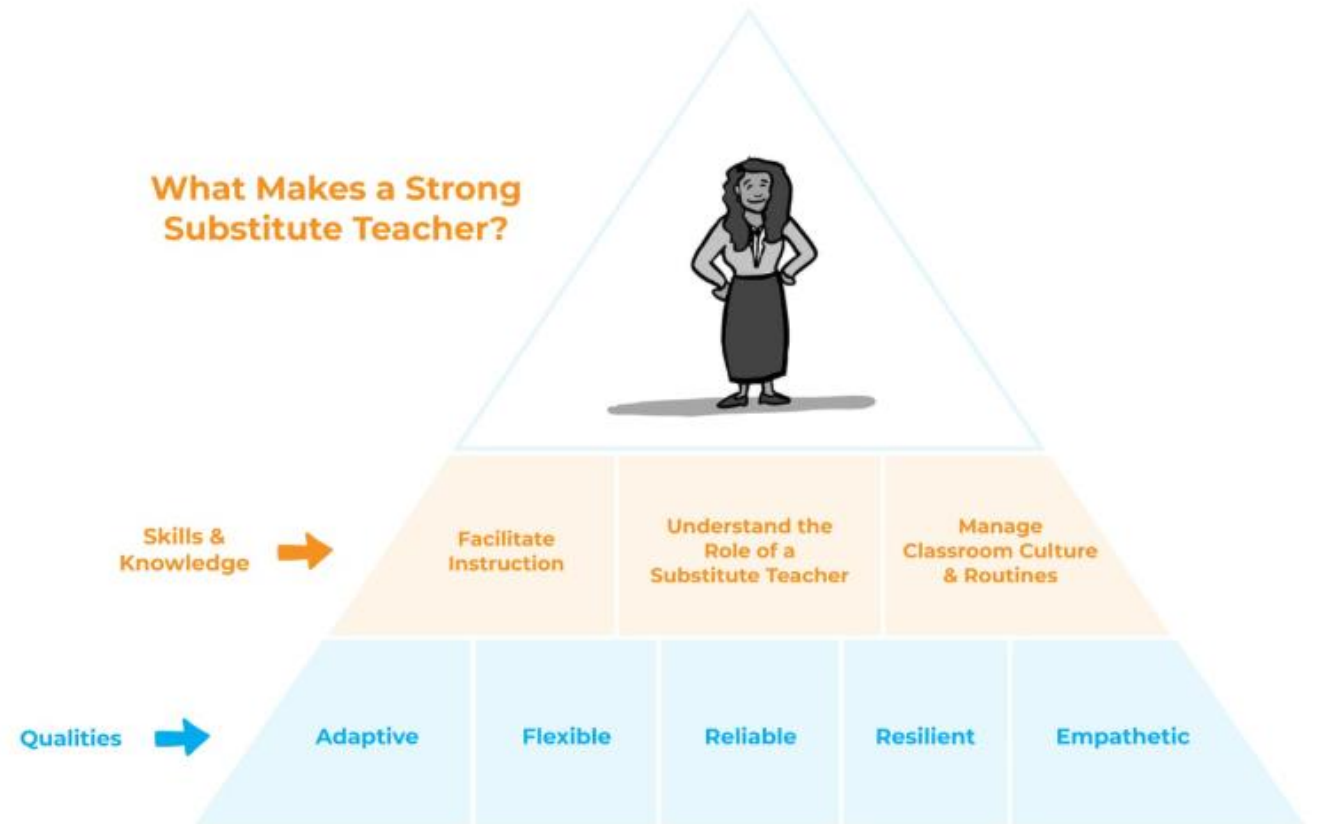 What Makes a Strong
Substitute Teacher?
Skills &
Knowledge
Facilitate
Instruction
Understand the
Role of a
Substitute Teacher
Manage
Classroom Culture
& Routines
Qualities
Adaptive
Flexible
Reliable
Resilient
Empathetic